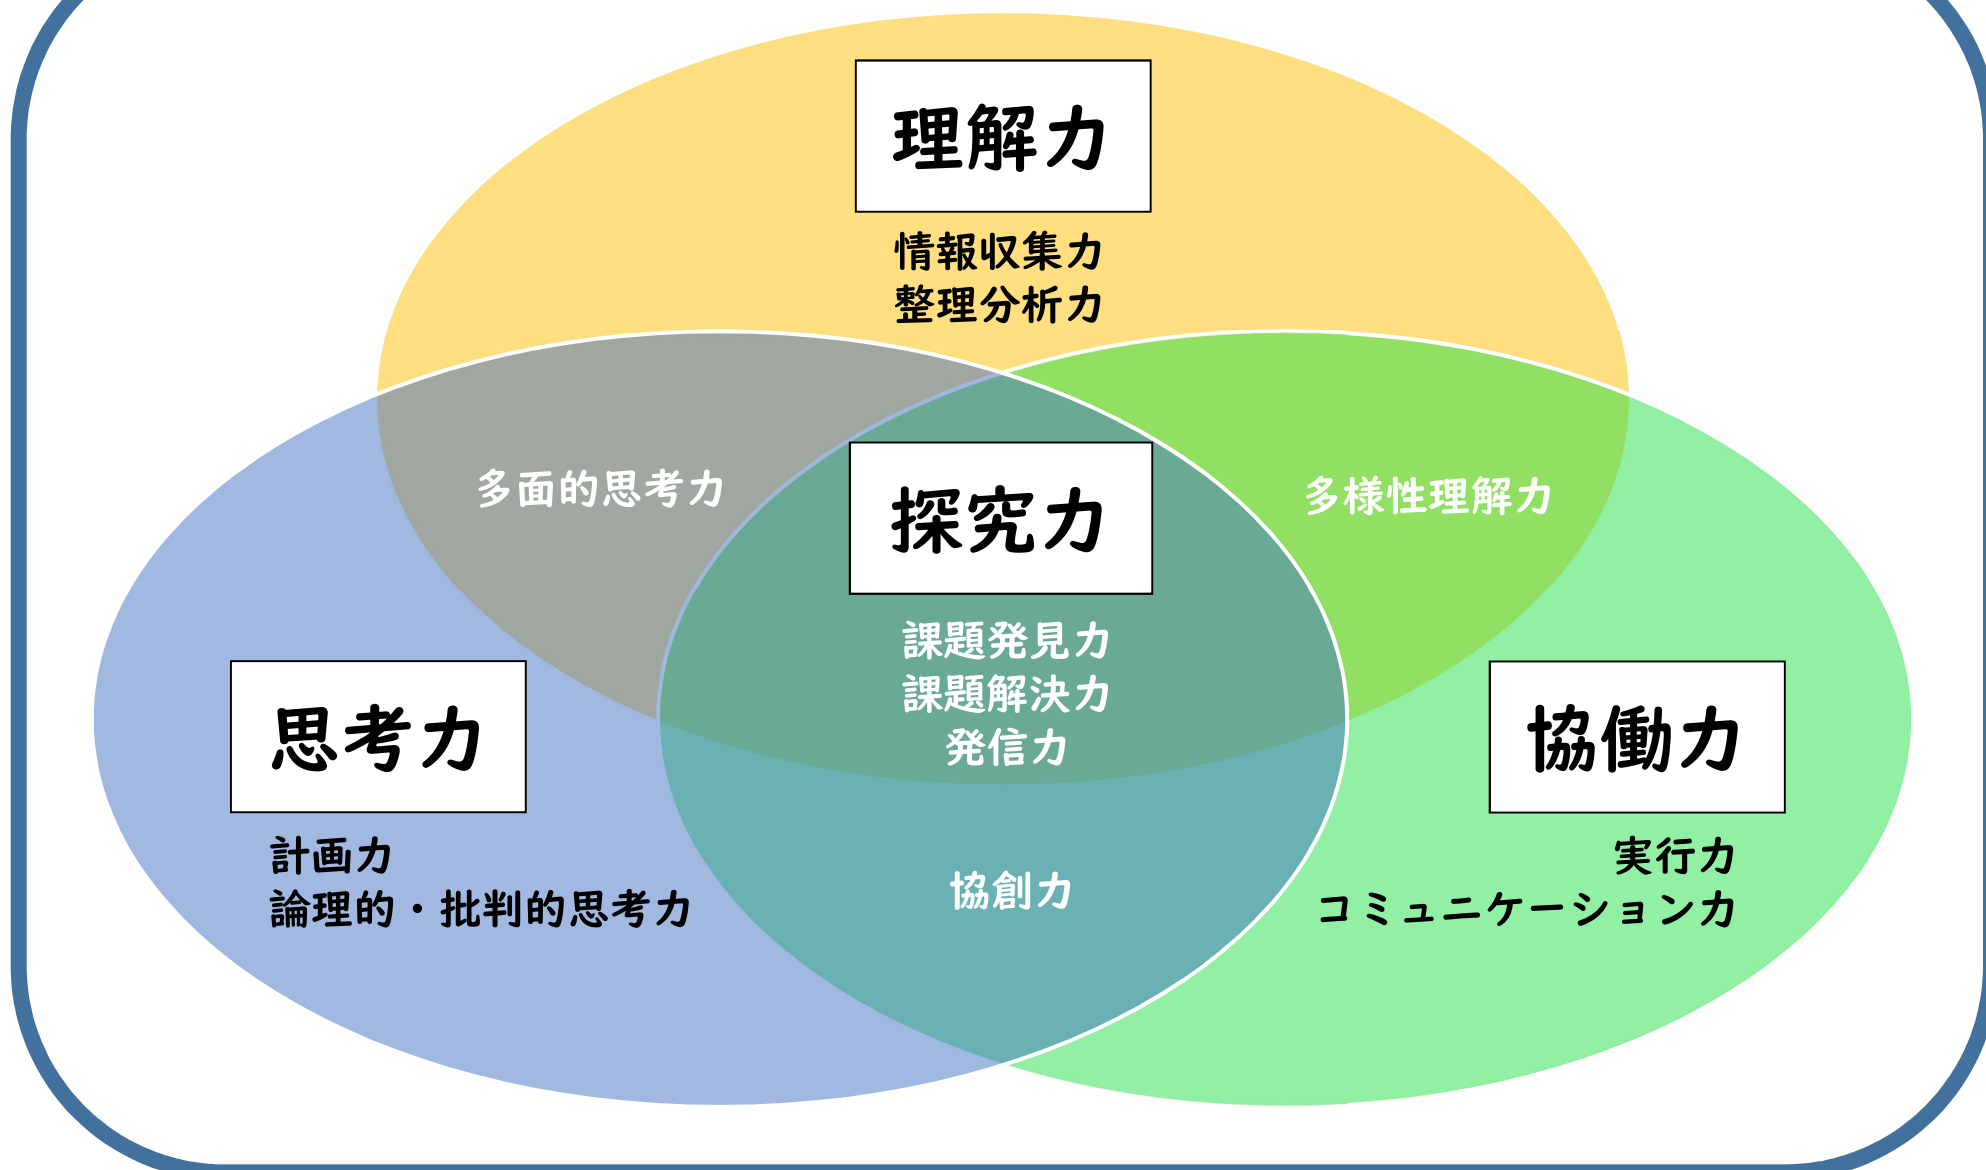 理解力
情報収集力
整理分析力
多面的思考力
多様性理解力
探究力
課題発見力
課題解決力
発信力
思考力
計画力
論理的・批判的思考力
協働力
実行力
コミュニケーション力
協創力